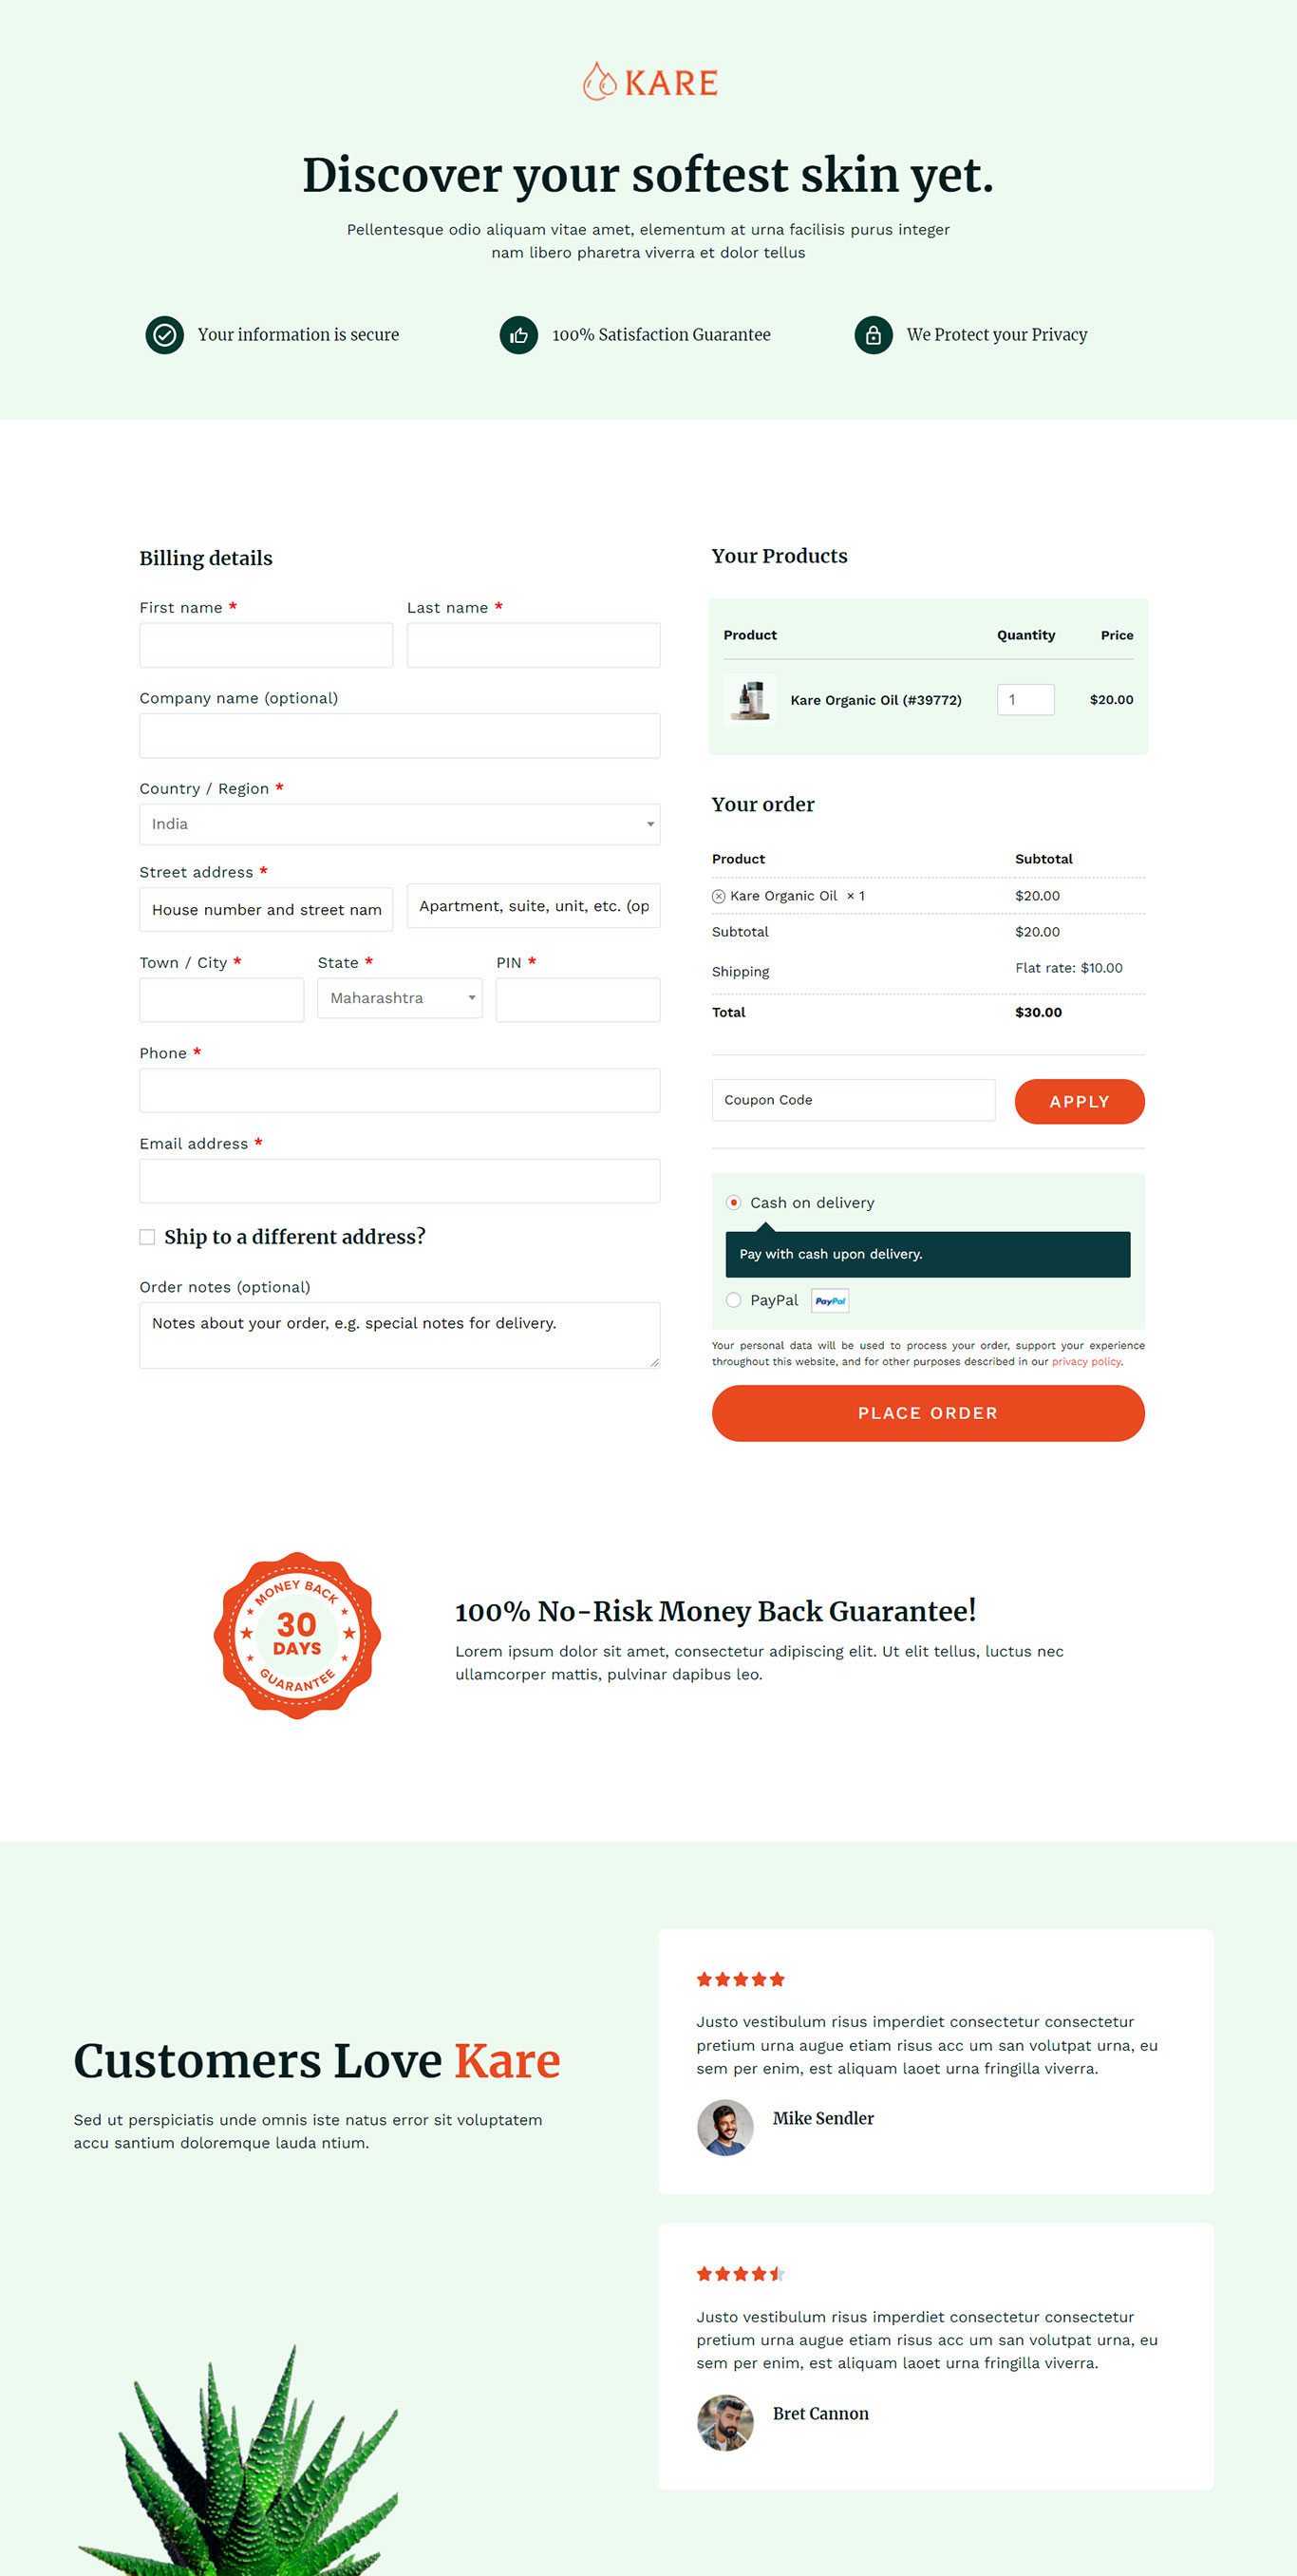 KARE
Discover your softest skin yet.
Pellentesque odio aliquam vitae amet, elementum at urna facilisis purus integer
nam libero pharetra viverra et dolor tellus
Your information is secure
100% Satisfaction Guarantee
We Protect your Privacy
Billing details
First name *
Last name *
Company name (optional)
Country / Region *
India
Street address *
House number and street nam
Apartment, suite, unit, etc. (op
Town / City *
State *
PIN *
Maharashtra
Phone *
Email address *
Ship to a different address?
Order notes (optional)
Notes about your order, e.g. special notes for delivery.
Your Products
Product Quantity Price
Kare Organic Oil (#39772) 1 $20.00
Your order
Product Subtotal
Kare Organic Oil × 1 $20.00
Subtotal $20.00
Shipping Flat rate: $10.00
Total $30.00
Coupon Code
APPLY
Cash on delivery
Pay with cash upon delivery.
PayPal PayPal
Your personal data will be used to process your order, support your experience
throughout this website, and for other purposes described in our privacy policy.
PLACE ORDER
MONEY BACK
30
DAYS
GUARANTEE
100% No-Risk Money Back Guarantee!
Lorem ipsum dolor sit amet, consectetur adipiscing elit. Ut elit tellus, luctus nec
ullamcorper mattis, pulvinar dapibus leo.
Customers Love Kare
Sed ut perspiciatis unde omnis iste natus error sit voluptatem
accu santium doloremque lauda ntium.
Justo vestibulum risus imperdiet consectetur consectetur
pretium urna augue etiam risus acc um san volutpat urna, eu
sem per enim, est aliquam laoet urna fringilla viverra.
Mike Sendler
Justo vestibulum risus imperdiet consectetur consectetur
pretium urna augue etiam risus acc um san volutpat urna, eu
sem per enim, est aliquam laoet urna fringilla viverra.
Bret Cannon